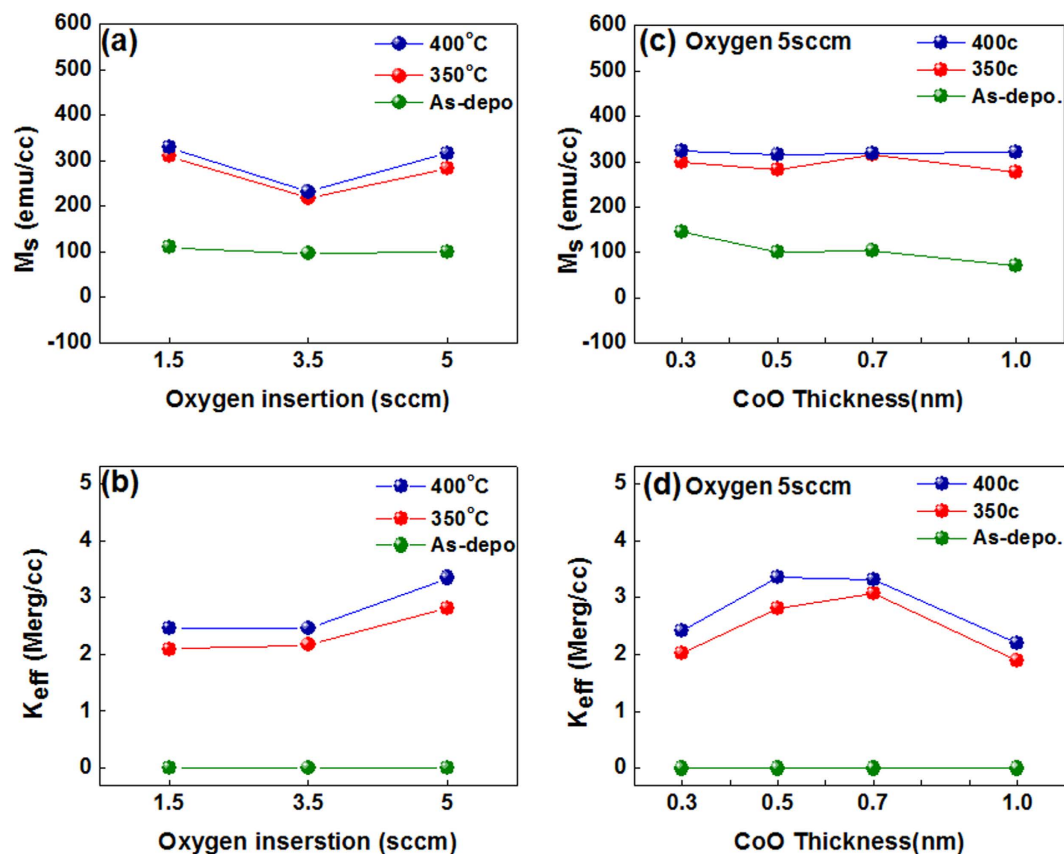 (a)
400°C
350°C
As-depo
600
500
400
300
200
100
0
-100
Ms (emu/cc)
1.5 3.5 5
Oxygen insertion (sccm)
(c) Oxygen 5sccm
400c
350c
As-depo.
600
500
400
300
200
100
0
-100
Ms (emu/cc)
0.3 0.5 0.7 1.0
CoO Thickness(nm)
(b)
400°C
350°C
As-depo
5
4
3
2
1
0
Keff (Merg/cc)
1.5 3.5 5
Oxygen inserstion (sccm)
(d) Oxygen 5sccm
400c
350c
As-depo.
5
4
3
2
1
0
Keff (Merg/cc)
0.3 0.5 0.7 1.0
CoO Thickness(nm)